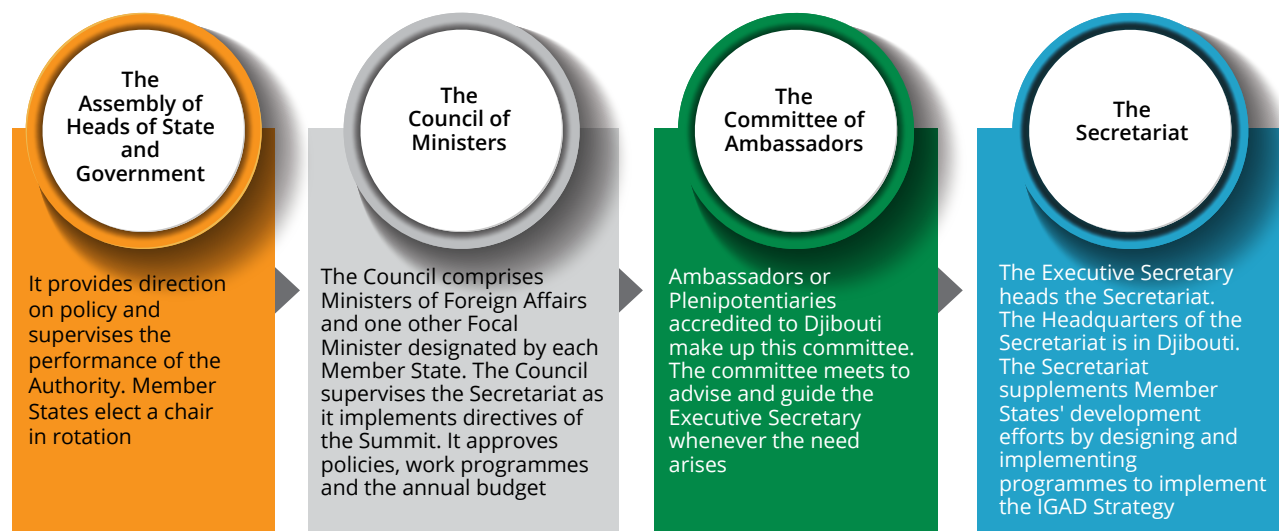 The
Assembly of
Heads of State
and
Government
It provides direction
on policy and
supervises the
performance of the
Authority. Member
States elect a chair
in rotation
The
Council of
Ministers
The Council comprises
Ministers of Foreign Affairs
and one other Focal
Minister designated by each
Member State. The Council
supervises the Secretariat as
it implements directives of
the Summit. It approves
policies, work programmes
and the annual budget
The
Committee of
Ambassadors
Ambassadors or
Plenipotentiaries
accredited to Djibouti
make up this committee.
The committee meets to
advise and guide the
Executive Secretary
whenever the need
arises
The
Secretariat
The Executive Secretary
heads the Secretariat.
The Headquarters of the
Secretariat is in Djibouti.
The Secretariat
supplements Member
States' development
efforts by designing and
implementing
programmes to implement
the IGAD Strategy